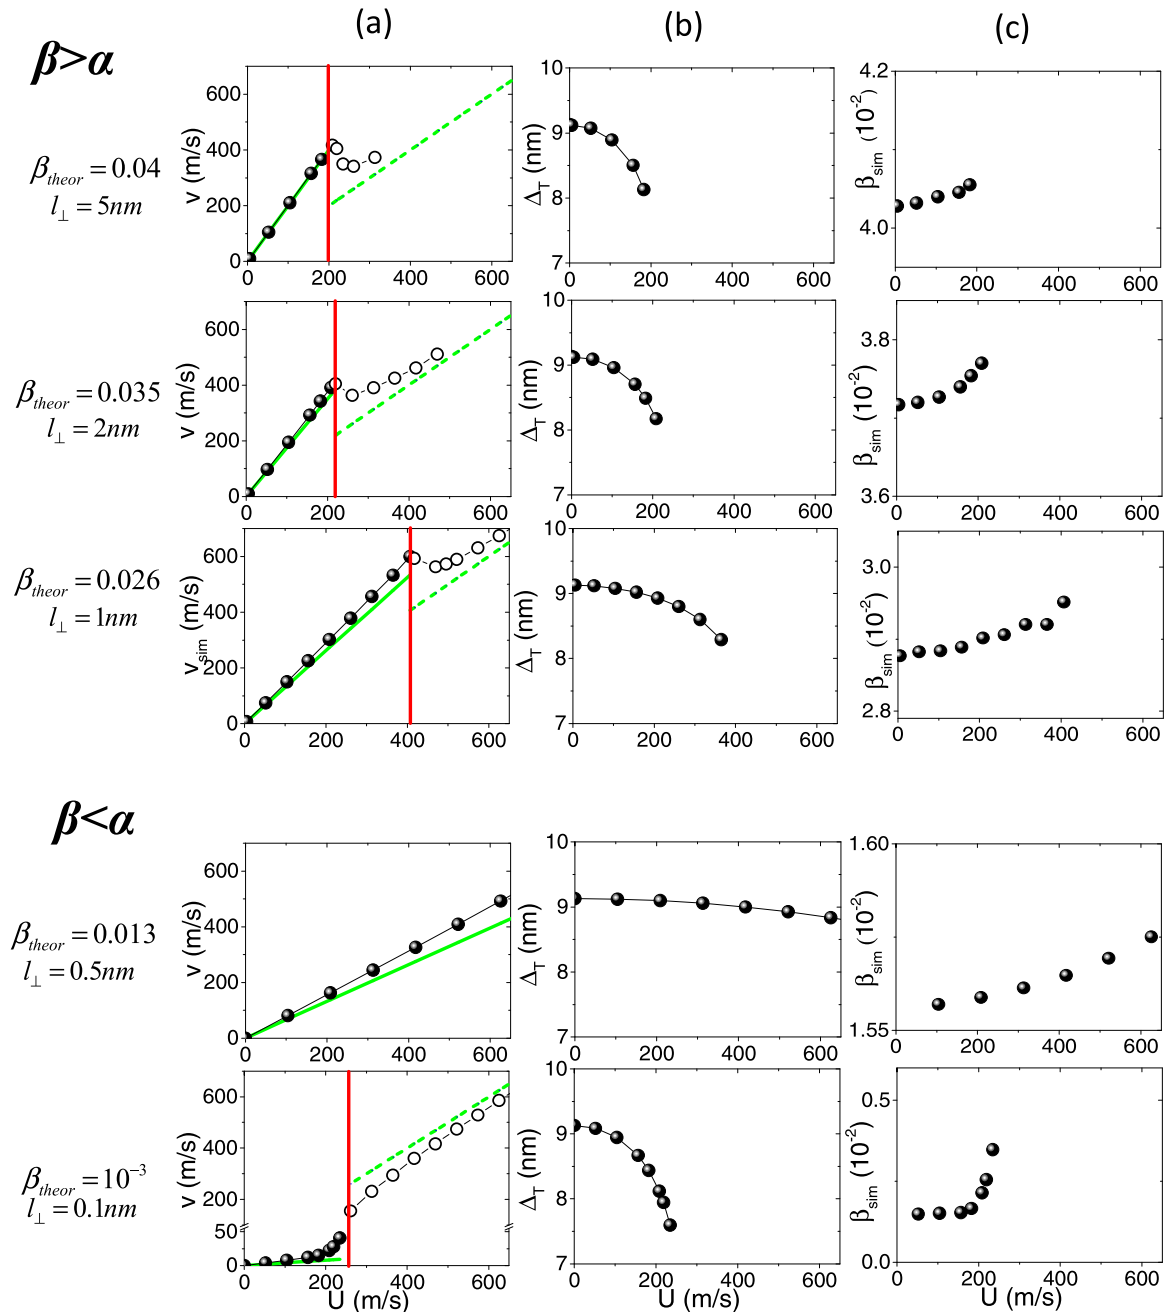 (a) (b) (c)
β>α
β_theor = 0.04
l_⊥ = 5nm
v (m/s)
600
400
200
0
0 200 400 600
Δ_T (nm)
10
9
8
7
0 200 400 600
β_sim (10^-2)
4.2
4.0
0 200 400 600
β_theor = 0.035
l_⊥ = 2nm
v (m/s)
600
400
200
0
0 200 400 600
Δ_T (nm)
10
9
8
7
0 200 400 600
β_sim (10^-2)
3.8
3.6
0 200 400 600
β_theor = 0.026
l_⊥ = 1nm
v_sim (m/s)
600
400
200
0
0 200 400 600
Δ_T (nm)
10
9
8
7
0 200 400 600
β_sim (10^-2)
3.0
2.8
0 200 400 600
β<α
β_theor = 0.013
l_⊥ = 0.5nm
v (m/s)
600
400
200
0
0 200 400 600
Δ_T (nm)
10
9
8
7
0 200 400 600
β_sim (10^-2)
1.60
1.55
0 200 400 600
β_theor = 10^-3
l_⊥ = 0.1nm
v (m/s)
600
400
200
50
0
0 200 400 600
U (m/s)
Δ_T (nm)
10
9
8
7
0 200 400 600
U (m/s)
β_sim (10^-2)
0.5
0.0
0 200 400 600
U (m/s)